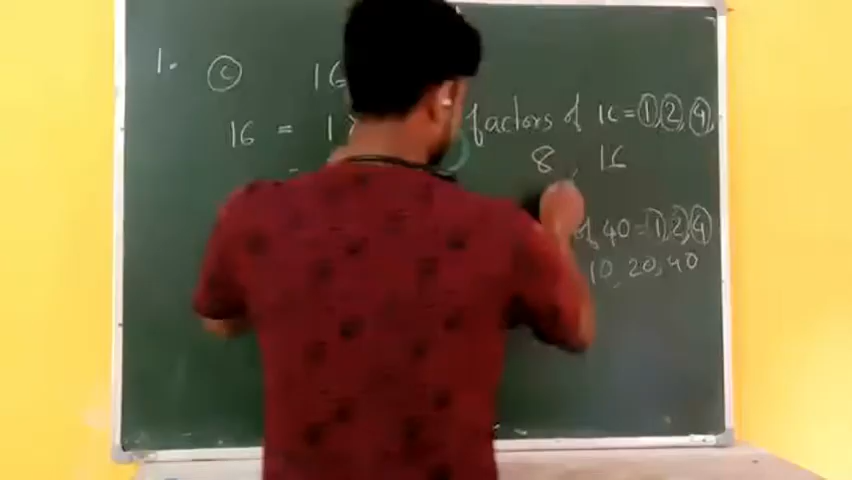 1. (c) 16
16 = 1 factors of 16 = 1, 2, 4,
8, 16
of 40 = 1, 2, 4
10, 20, 40